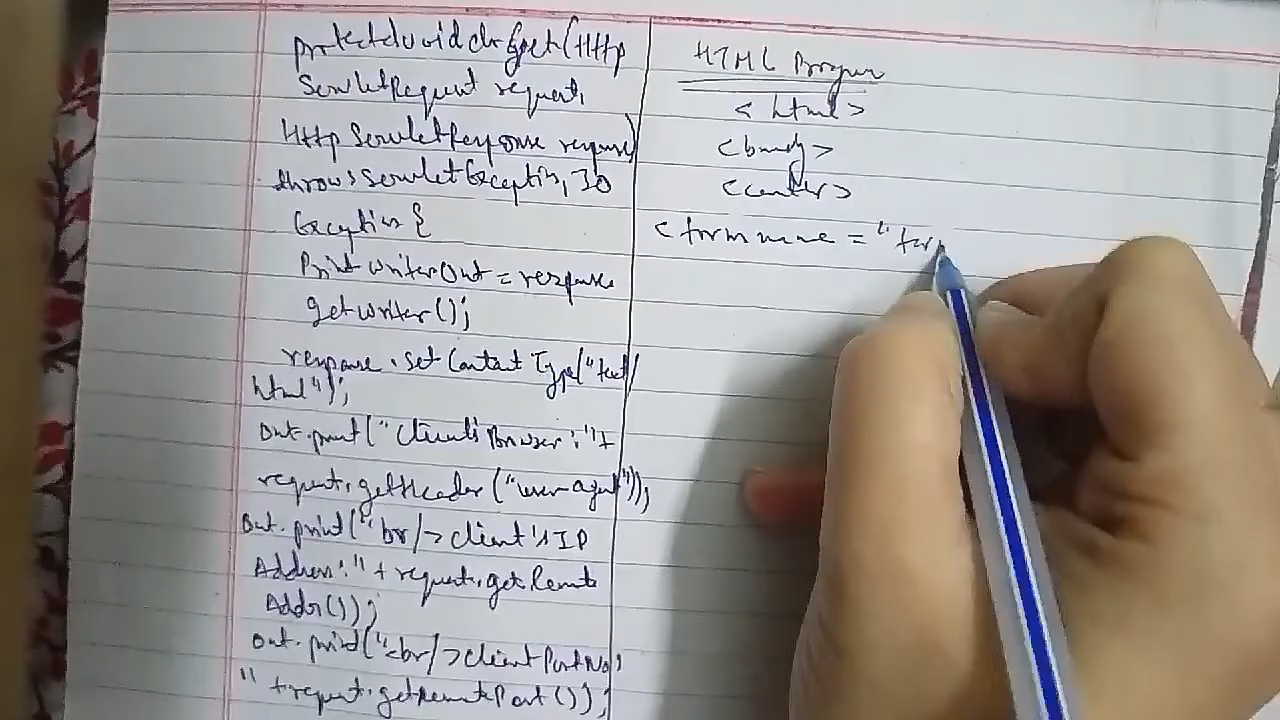 protected void doGet(Http
ServletRequest request,
HttpServletResponse response)
throws ServletException, IO
Exception {
PrintWriter out = response
getWriter();
response.setContentType("text/
html");
out.print("Client's Browser:"+
request.getHeader("user-agent"));
out.print("br/>client's IP
Address:"+request.getRemote
Addr());
out.print("<br/>client Port No:
"+request.getRemotePort());
HTML Program
<html>
<body>
<center>
<form name = "for